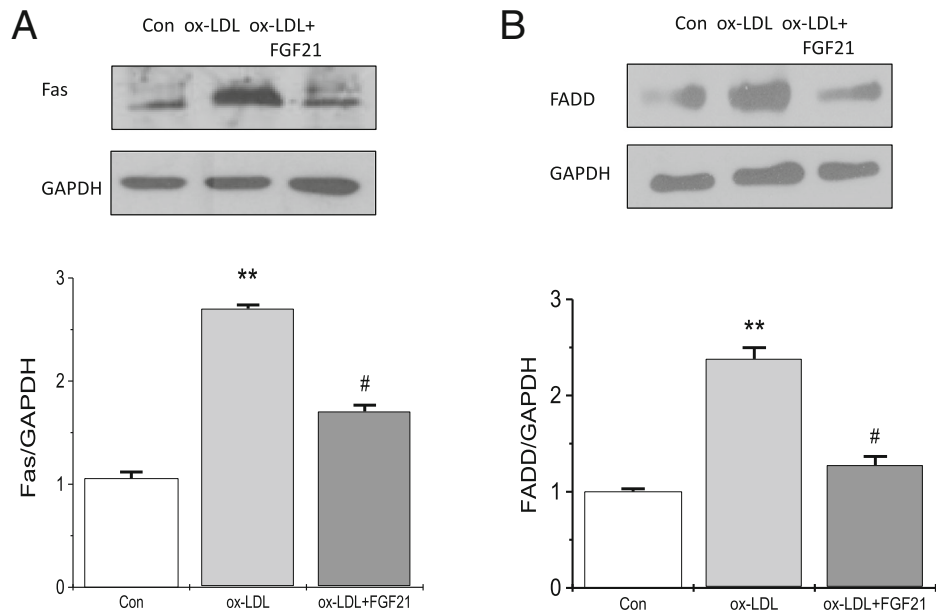 A
Con ox-LDL ox-LDL+
FGF21
Fas
GAPDH
3
2
1
0
**
#
Fas/GAPDH
Con ox-LDL ox-LDL+FGF21
B
Con ox-LDL ox-LDL+
FGF21
FADD
GAPDH
3
2
1
0
**
#
FADD/GAPDH
Con ox-LDL ox-LDL+FGF21